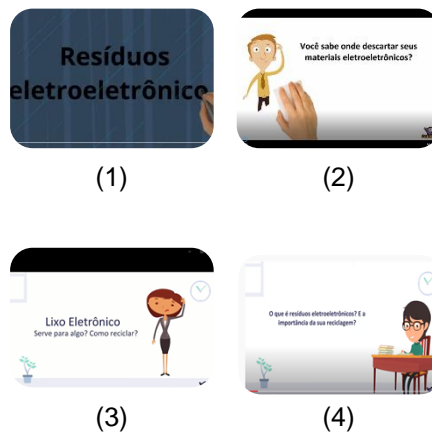 Resíduos
eletroeletrônico
Você sabe onde descartar seus
materiais eletroeletrônicos?
(1)
(2)
Lixo Eletrônico
Serve para algo? Como reciclar?
O que é resíduos eletroeletrônicos? E a
importância da sua reciclagem?
(3)
(4)